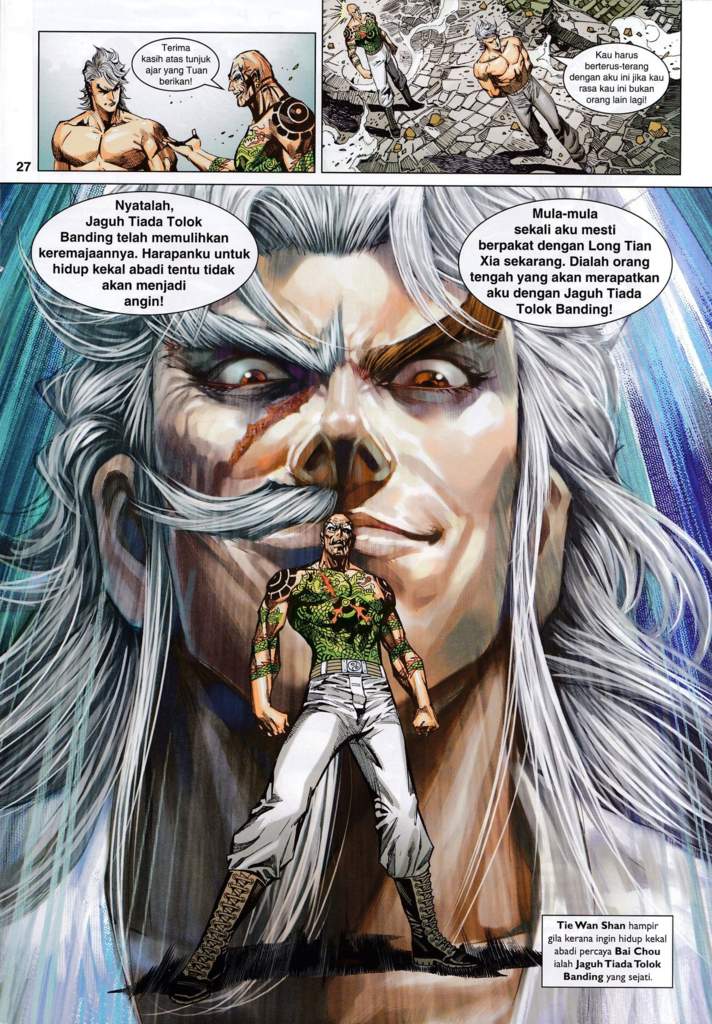 Terima
kasih atas tunjuk
ajar yang Tuan
berikan!
Kau harus
berterus-terang
dengan aku ini jika kau
rasa kau ini bukan
orang lain lagi!
27
Nyatalah,
Jaguh Tiada Tolok
Banding telah memulihkan
keremajaannya. Harapanku untuk
hidup kekal abadi tentu tidak
akan menjadi
angin!
Mula-mula
sekali aku mesti
berpakat dengan Long Tian
Xia sekarang. Dialah orang
tengah yang akan merapatkan
aku dengan Jaguh Tiada
Tolok Banding!
Tie Wan Shan hampir
gila kerana ingin hidup kekal
abadi percaya Bai Chou
ialah Jaguh Tiada Tolok
Banding yang sejati.